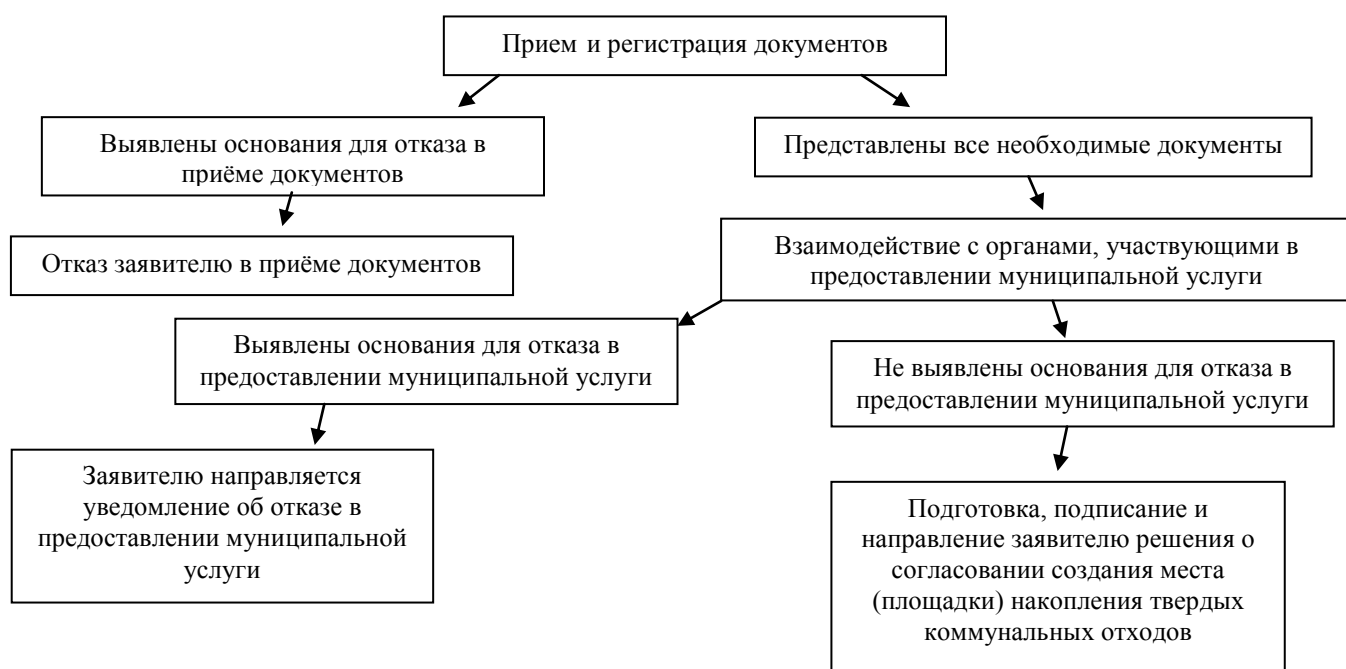 Прием и регистрация документов
Выявлены основания для отказа в
приёме документов
Представлены все необходимые документы
Отказ заявителю в приёме документов
Взаимодействие с органами, участвующими в
предоставлении муниципальной услуги
Выявлены основания для отказа в
предоставлении муниципальной услуги
Не выявлены основания для отказа в
предоставлении муниципальной услуги
Заявителю направляется
уведомление об отказе в
предоставлении муниципальной
услуги
Подготовка, подписание и
направление заявителю решения о
согласовании создания места
(площадки) накопления твердых
коммунальных отходов